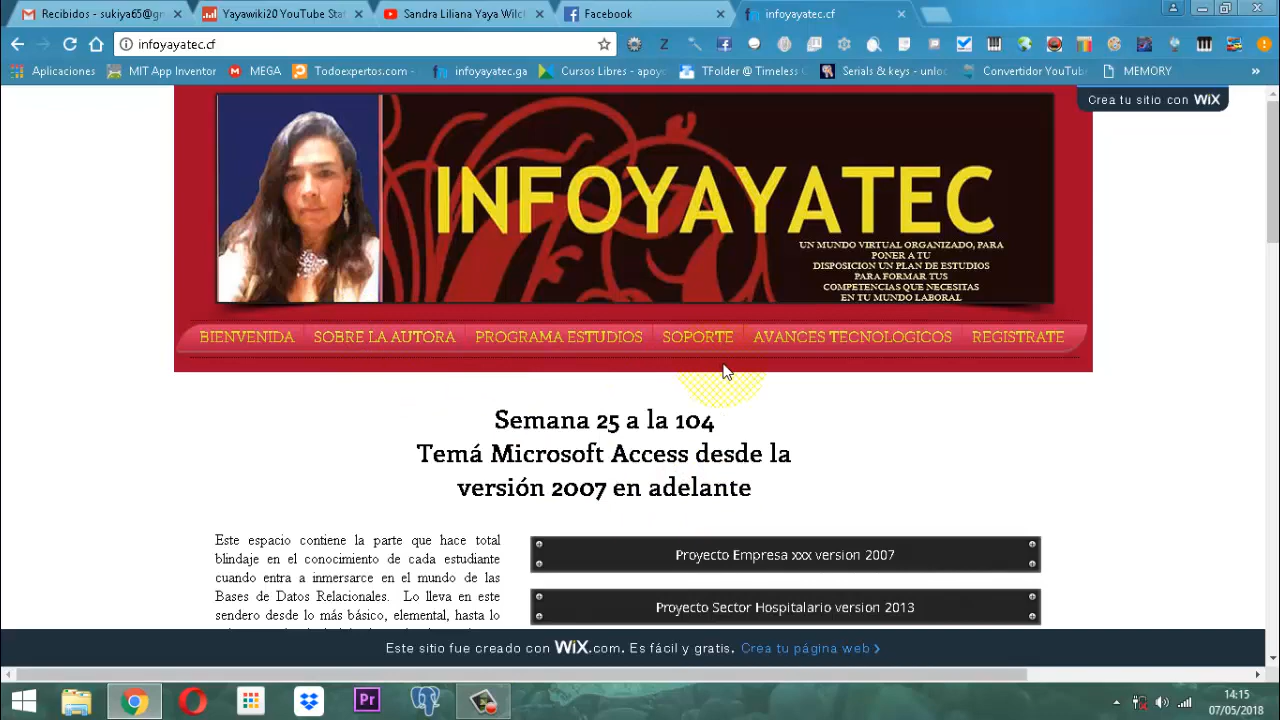 Recibidos - sukiya65@gr
Yayawiki20 YouTube Stat
Sandra Liliana Yaya Wilch
Facebook
infoyayatec.cf
infoyayatec.cf
Aplicaciones
MIT App Inventor
MEGA
Todoexpertos.com -
infoyayatec.ga
Cursos Libres - apoyo
TFolder @ Timeless
Serials & keys - unloc
Convertidor YouTube
MEMORY
Crea tu sitio con WiX
INFOYAYATEC
UN MUNDO VIRTUAL ORGANIZADO, PARA
PONER A TU
DISPOSICION UN PLAN DE ESTUDIOS
PARA FORMAR TUS
COMPETENCIAS QUE NECESITAS
EN TU MUNDO LABORAL
BIENVENIDA SOBRE LA AUTORA PROGRAMA ESTUDIOS SOPORTE AVANCES TECNOLOGICOS REGISTRATE
Semana 25 a la 104
Temá Microsoft Access desde la
versión 2007 en adelante
Este espacio contiene la parte que hace total
blindaje en el conocimiento de cada estudiante
cuando entra a inmersarce en el mundo de las
Bases de Datos Relacionales. Lo lleva en este
sendero desde lo más básico, elemental, hasta lo
Proyecto Empresa xxx version 2007
Proyecto Sector Hospitalario version 2013
Este sitio fue creado con WiX.com. Es fácil y gratis. Crea tu página web >
Pr
14:15
07/05/2018